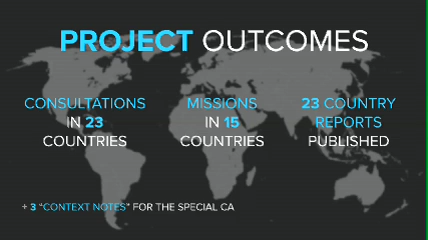 PROJECT OUTCOMES
CONSULTATIONS
IN 23
COUNTRIES
MISSIONS
IN 15
COUNTRIES
23 COUNTRY
REPORTS
PUBLISHED
+ 3 “CONTEXT NOTES” FOR THE SPECIAL CA